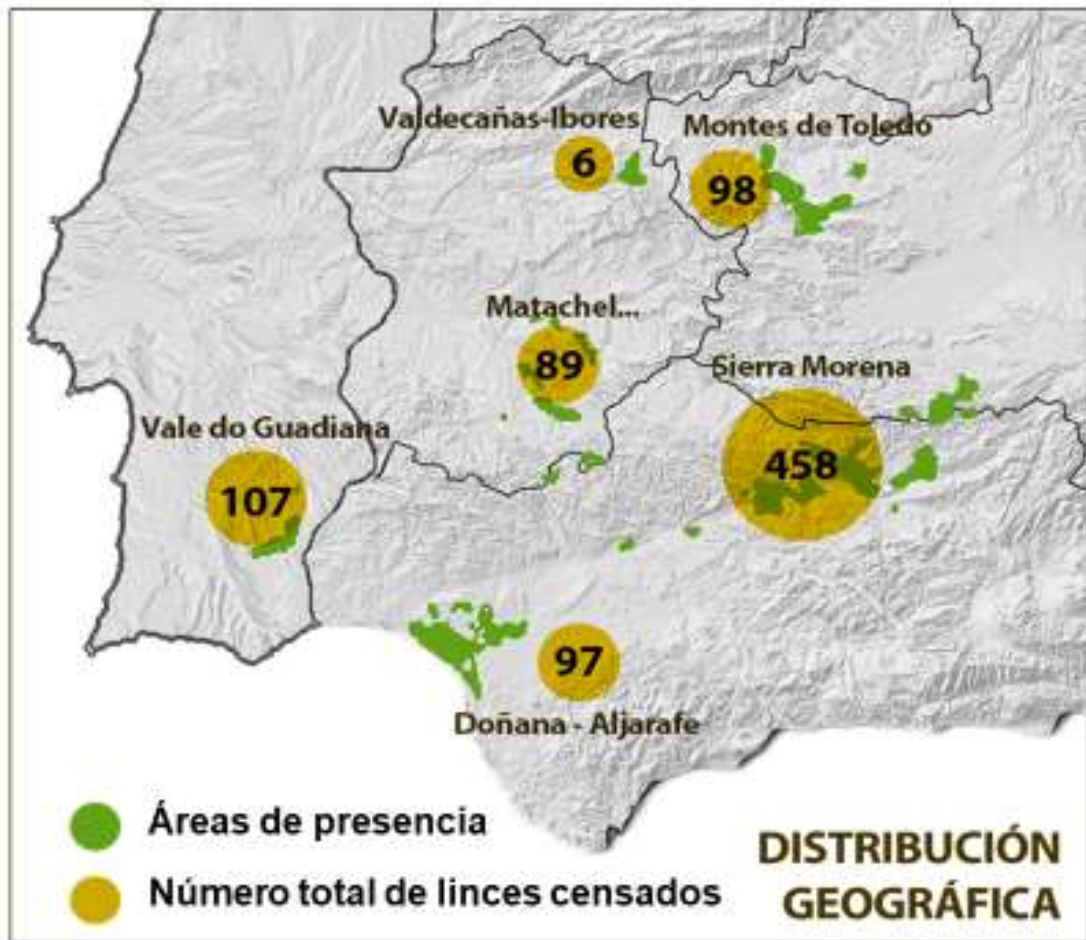 Valdecañas-Ibores
6
Montes de Toledo
98
Matachel...
89
Sierra Morena
458
Vale do Guadiana
107
97
Doñana - Aljarafe
Áreas de presencia
Número total de linces censados
DISTRIBUCIÓN
GEOGRÁFICA